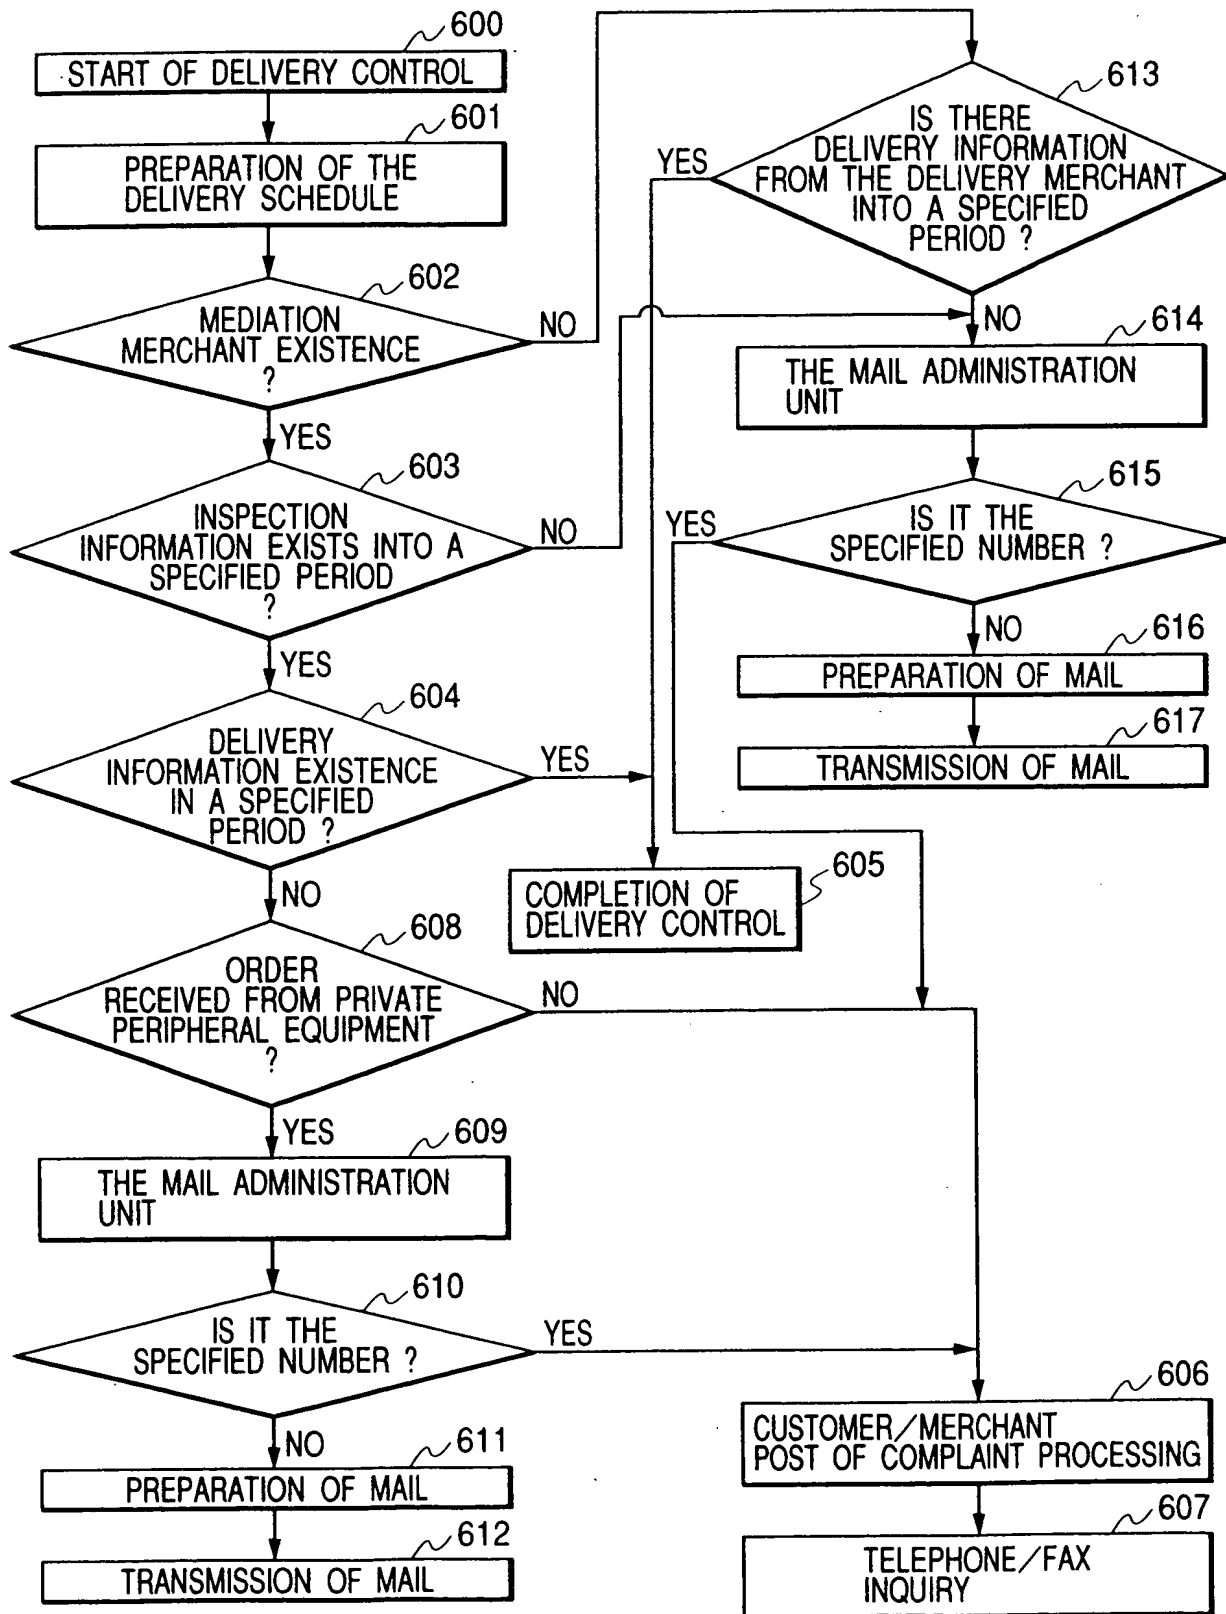 600
START OF DELIVERY CONTROL
601
PREPARATION OF THE
DELIVERY SCHEDULE
602
MEDIATION
MERCHANT EXISTENCE
?
NO
YES
603
INSPECTION
INFORMATION EXISTS INTO A
SPECIFIED PERIOD
?
NO
YES
604
DELIVERY
INFORMATION EXISTENCE
IN A SPECIFIED
PERIOD ?
YES
NO
605
COMPLETION OF
DELIVERY CONTROL
608
ORDER
RECEIVED FROM PRIVATE
PERIPHERAL EQUIPMENT
?
NO
YES
609
THE MAIL ADMINISTRATION
UNIT
610
IS IT THE
SPECIFIED NUMBER ?
YES
NO
611
PREPARATION OF MAIL
612
TRANSMISSION OF MAIL
613
IS THERE
DELIVERY INFORMATION
FROM THE DELIVERY MERCHANT
INTO A SPECIFIED
PERIOD ?
YES
NO
614
THE MAIL ADMINISTRATION
UNIT
615
IS IT THE
SPECIFIED NUMBER ?
YES
NO
616
PREPARATION OF MAIL
617
TRANSMISSION OF MAIL
606
CUSTOMER/MERCHANT
POST OF COMPLAINT PROCESSING
607
TELEPHONE/FAX
INQUIRY